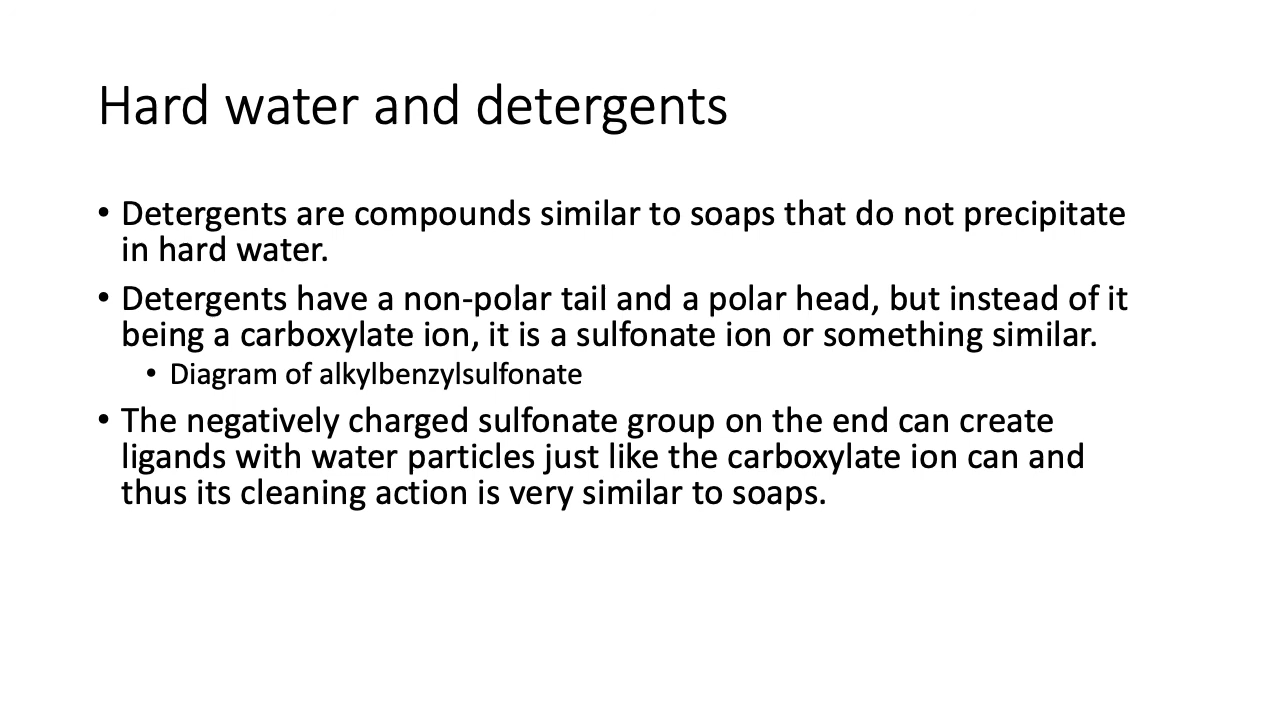 Hard water and detergents
• Detergents are compounds similar to soaps that do not precipitate
in hard water.
• Detergents have a non-polar tail and a polar head, but instead of it
being a carboxylate ion, it is a sulfonate ion or something similar.
• Diagram of alkylbenzylsulfonate
• The negatively charged sulfonate group on the end can create
ligands with water particles just like the carboxylate ion can and
thus its cleaning action is very similar to soaps.